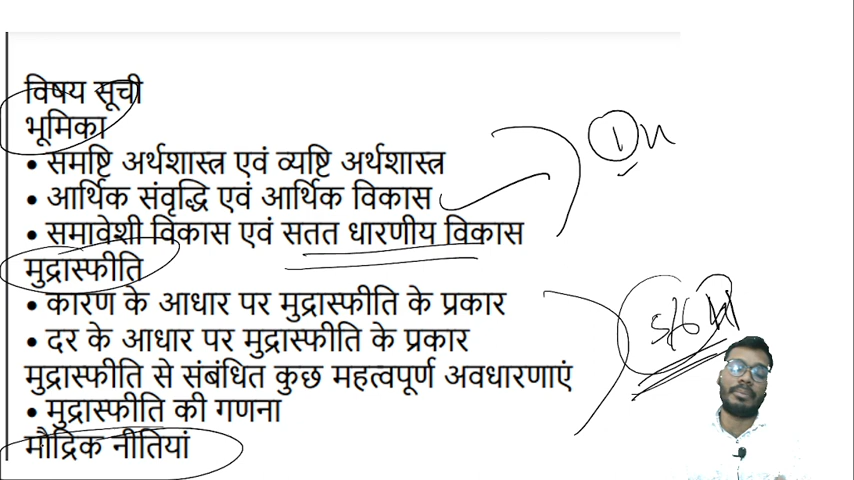 विषय सूची
भूमिका
• समष्टि अर्थशास्त्र एवं व्यष्टि अर्थशास्त्र
• आर्थिक संवृद्धि एवं आर्थिक विकास
• समावेशी विकास एवं सतत धारणीय विकास
मुद्रास्फीति
• कारण के आधार पर मुद्रास्फीति के प्रकार
• दर के आधार पर मुद्रास्फीति के प्रकार
मुद्रास्फीति से संबंधित कुछ महत्वपूर्ण अवधारणाएं
• मुद्रास्फीति की गणना
मौद्रिक नीतियां